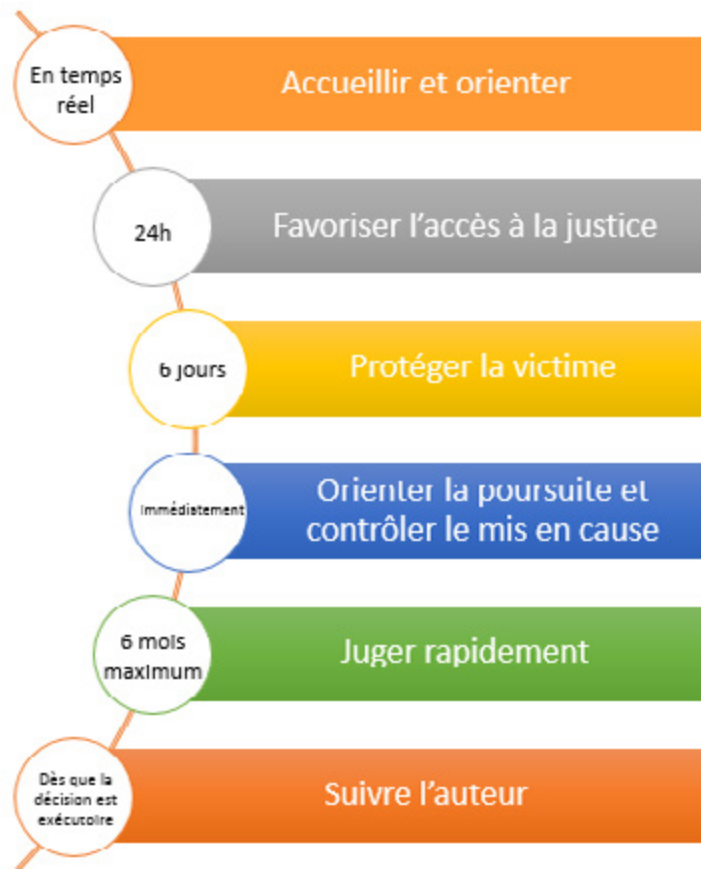 En temps
réel
Accueillir et orienter
24h
Favoriser l’accès à la justice
6 jours
Protéger la victime
Immédiatement
Orienter la poursuite et
contrôler le mis en cause
6 mois
maximum
Juger rapidement
Dès que la
décision est
exécutoire
Suivre l’auteur